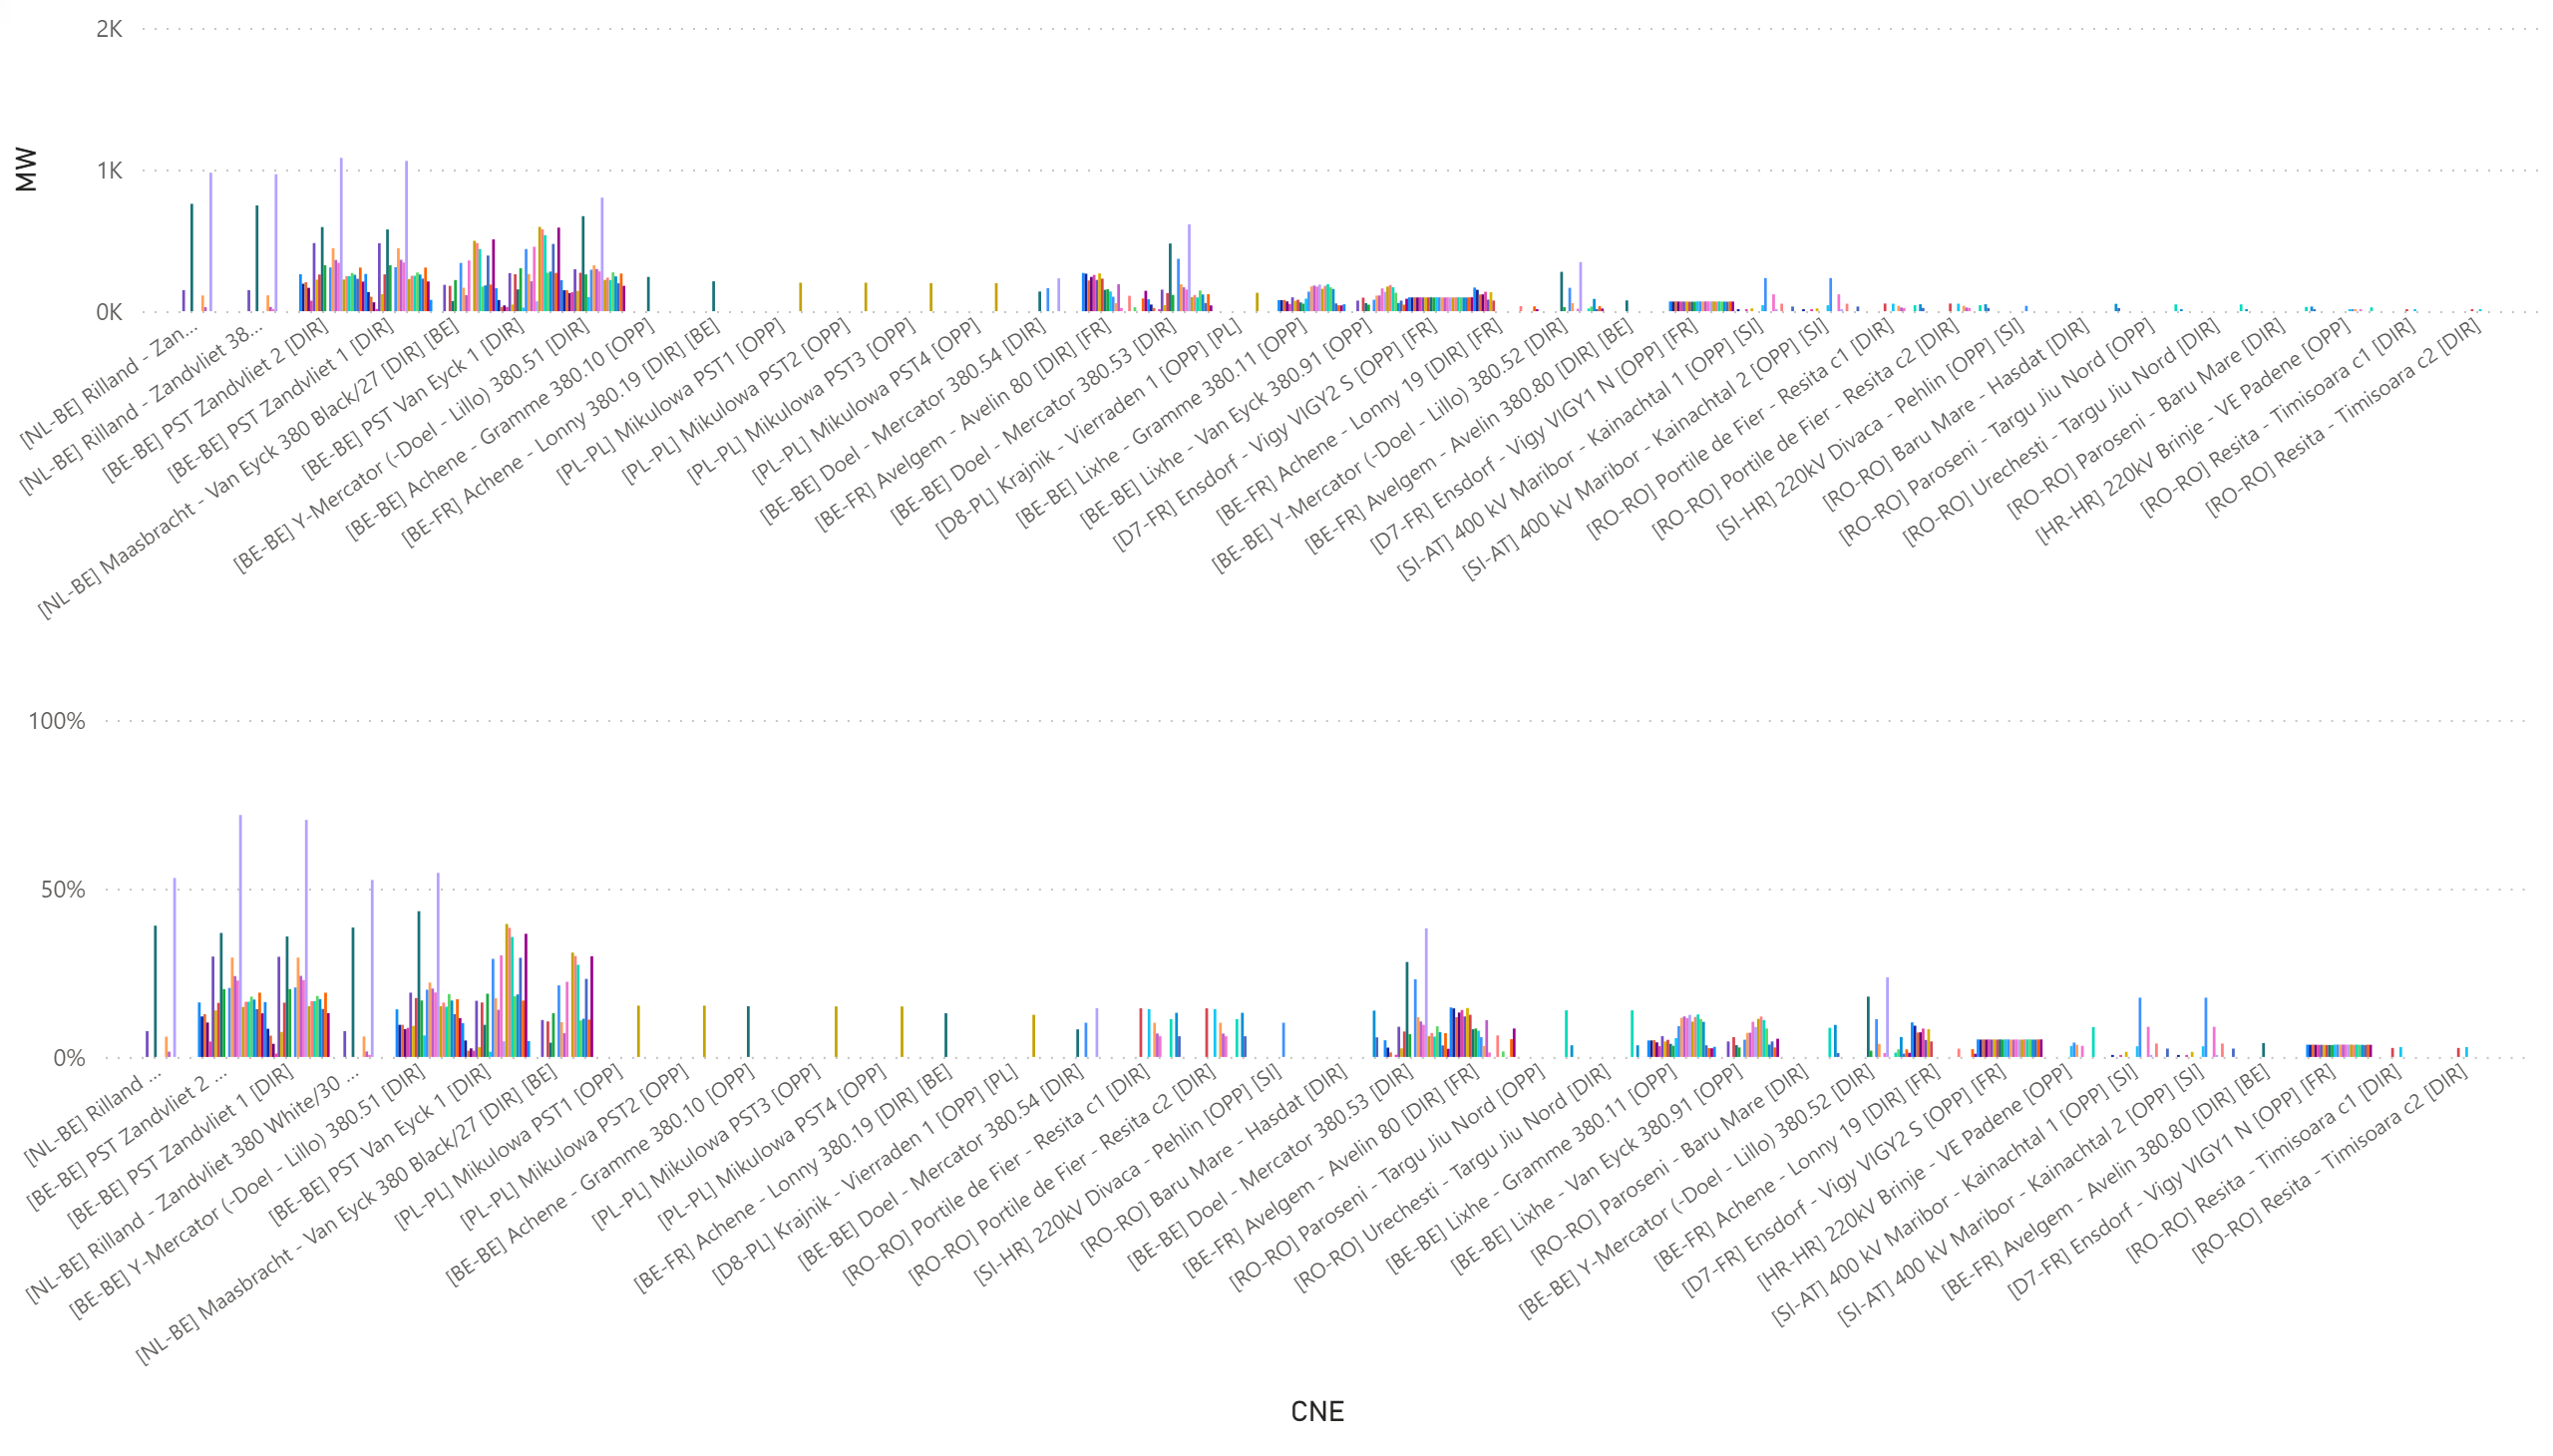 2K
1K
0K
MW
[NL-BE] Rilland - Zan...
[NL-BE] Rilland - Zandvliet 38...
[BE-BE] PST Zandvliet 2 [DIR]
[BE-BE] PST Zandvliet 1 [DIR]
[NL-BE] Maasbracht - Van Eyck 380 Black/27 [DIR] [BE]
[BE-BE] PST Van Eyck 1 [DIR]
[BE-BE] Y-Mercator (-Doel - Lillo) 380.51 [DIR]
[BE-BE] Achene - Gramme 380.10 [OPP]
[BE-FR] Achene - Lonny 380.19 [DIR] [BE]
[PL-PL] Mikulowa PST1 [OPP]
[PL-PL] Mikulowa PST2 [OPP]
[PL-PL] Mikulowa PST3 [OPP]
[PL-PL] Mikulowa PST4 [OPP]
[BE-BE] Doel - Mercator 380.54 [DIR]
[BE-FR] Avelgem - Avelin 80 [DIR] [FR]
[BE-BE] Doel - Mercator 380.53 [DIR]
[D8-PL] Krajnik - Vierraden 1 [OPP] [PL]
[BE-BE] Lixhe - Gramme 380.11 [OPP]
[BE-BE] Lixhe - Van Eyck 380.91 [OPP]
[D7-FR] Ensdorf - Vigy VIGY2 S [OPP] [FR]
[BE-FR] Achene - Lonny 19 [DIR] [FR]
[BE-BE] Y-Mercator (-Doel - Lillo) 380.52 [DIR]
[BE-FR] Avelgem - Avelin 380.80 [DIR] [BE]
[D7-FR] Ensdorf - Vigy VIGY1 N [OPP] [FR]
[SI-AT] 400 kV Maribor - Kainachtal 1 [OPP] [SI]
[SI-AT] 400 kV Maribor - Kainachtal 2 [OPP] [SI]
[RO-RO] Portile de Fier - Resita c1 [DIR]
[RO-RO] Portile de Fier - Resita c2 [DIR]
[SI-HR] 220kV Divaca - Pehlin [OPP] [SI]
[RO-RO] Baru Mare - Hasdat [DIR]
[RO-RO] Paroseni - Targu Jiu Nord [OPP]
[RO-RO] Urechesti - Targu Jiu Nord [DIR]
[RO-RO] Paroseni - Baru Mare [DIR]
[HR-HR] 220kV Brinje - VE Padene [OPP]
[RO-RO] Resita - Timisoara c1 [DIR]
[RO-RO] Resita - Timisoara c2 [DIR]
100%
50%
0%
[NL-BE] Rilland ...
[BE-BE] PST Zandvliet 2 ...
[BE-BE] PST Zandvliet 1 [DIR]
[NL-BE] Rilland - Zandvliet 380 White/30 ...
[BE-BE] Y-Mercator (-Doel - Lillo) 380.51 [DIR]
[BE-BE] PST Van Eyck 1 [DIR]
[NL-BE] Maasbracht - Van Eyck 380 Black/27 [DIR] [BE]
[PL-PL] Mikulowa PST1 [OPP]
[PL-PL] Mikulowa PST2 [OPP]
[BE-BE] Achene - Gramme 380.10 [OPP]
[PL-PL] Mikulowa PST3 [OPP]
[PL-PL] Mikulowa PST4 [OPP]
[BE-FR] Achene - Lonny 380.19 [DIR] [BE]
[D8-PL] Krajnik - Vierraden 1 [OPP] [PL]
[BE-BE] Doel - Mercator 380.54 [DIR]
[RO-RO] Portile de Fier - Resita c1 [DIR]
[RO-RO] Portile de Fier - Resita c2 [DIR]
[SI-HR] 220kV Divaca - Pehlin [OPP] [SI]
[RO-RO] Baru Mare - Hasdat [DIR]
[BE-BE] Doel - Mercator 380.53 [DIR]
[BE-FR] Avelgem - Avelin 80 [DIR] [FR]
[RO-RO] Paroseni - Targu Jiu Nord [OPP]
[RO-RO] Urechesti - Targu Jiu Nord [DIR]
[BE-BE] Lixhe - Gramme 380.11 [OPP]
[BE-BE] Lixhe - Van Eyck 380.91 [OPP]
[RO-RO] Paroseni - Baru Mare [DIR]
[BE-BE] Y-Mercator (-Doel - Lillo) 380.52 [DIR]
[BE-FR] Achene - Lonny 19 [DIR] [FR]
[D7-FR] Ensdorf - Vigy VIGY2 S [OPP] [FR]
[HR-HR] 220kV Brinje - VE Padene [OPP]
[SI-AT] 400 kV Maribor - Kainachtal 1 [OPP] [SI]
[SI-AT] 400 kV Maribor - Kainachtal 2 [OPP] [SI]
[BE-FR] Avelgem - Avelin 380.80 [DIR] [BE]
[D7-FR] Ensdorf - Vigy VIGY1 N [OPP] [FR]
[RO-RO] Resita - Timisoara c1 [DIR]
[RO-RO] Resita - Timisoara c2 [DIR]
CNE